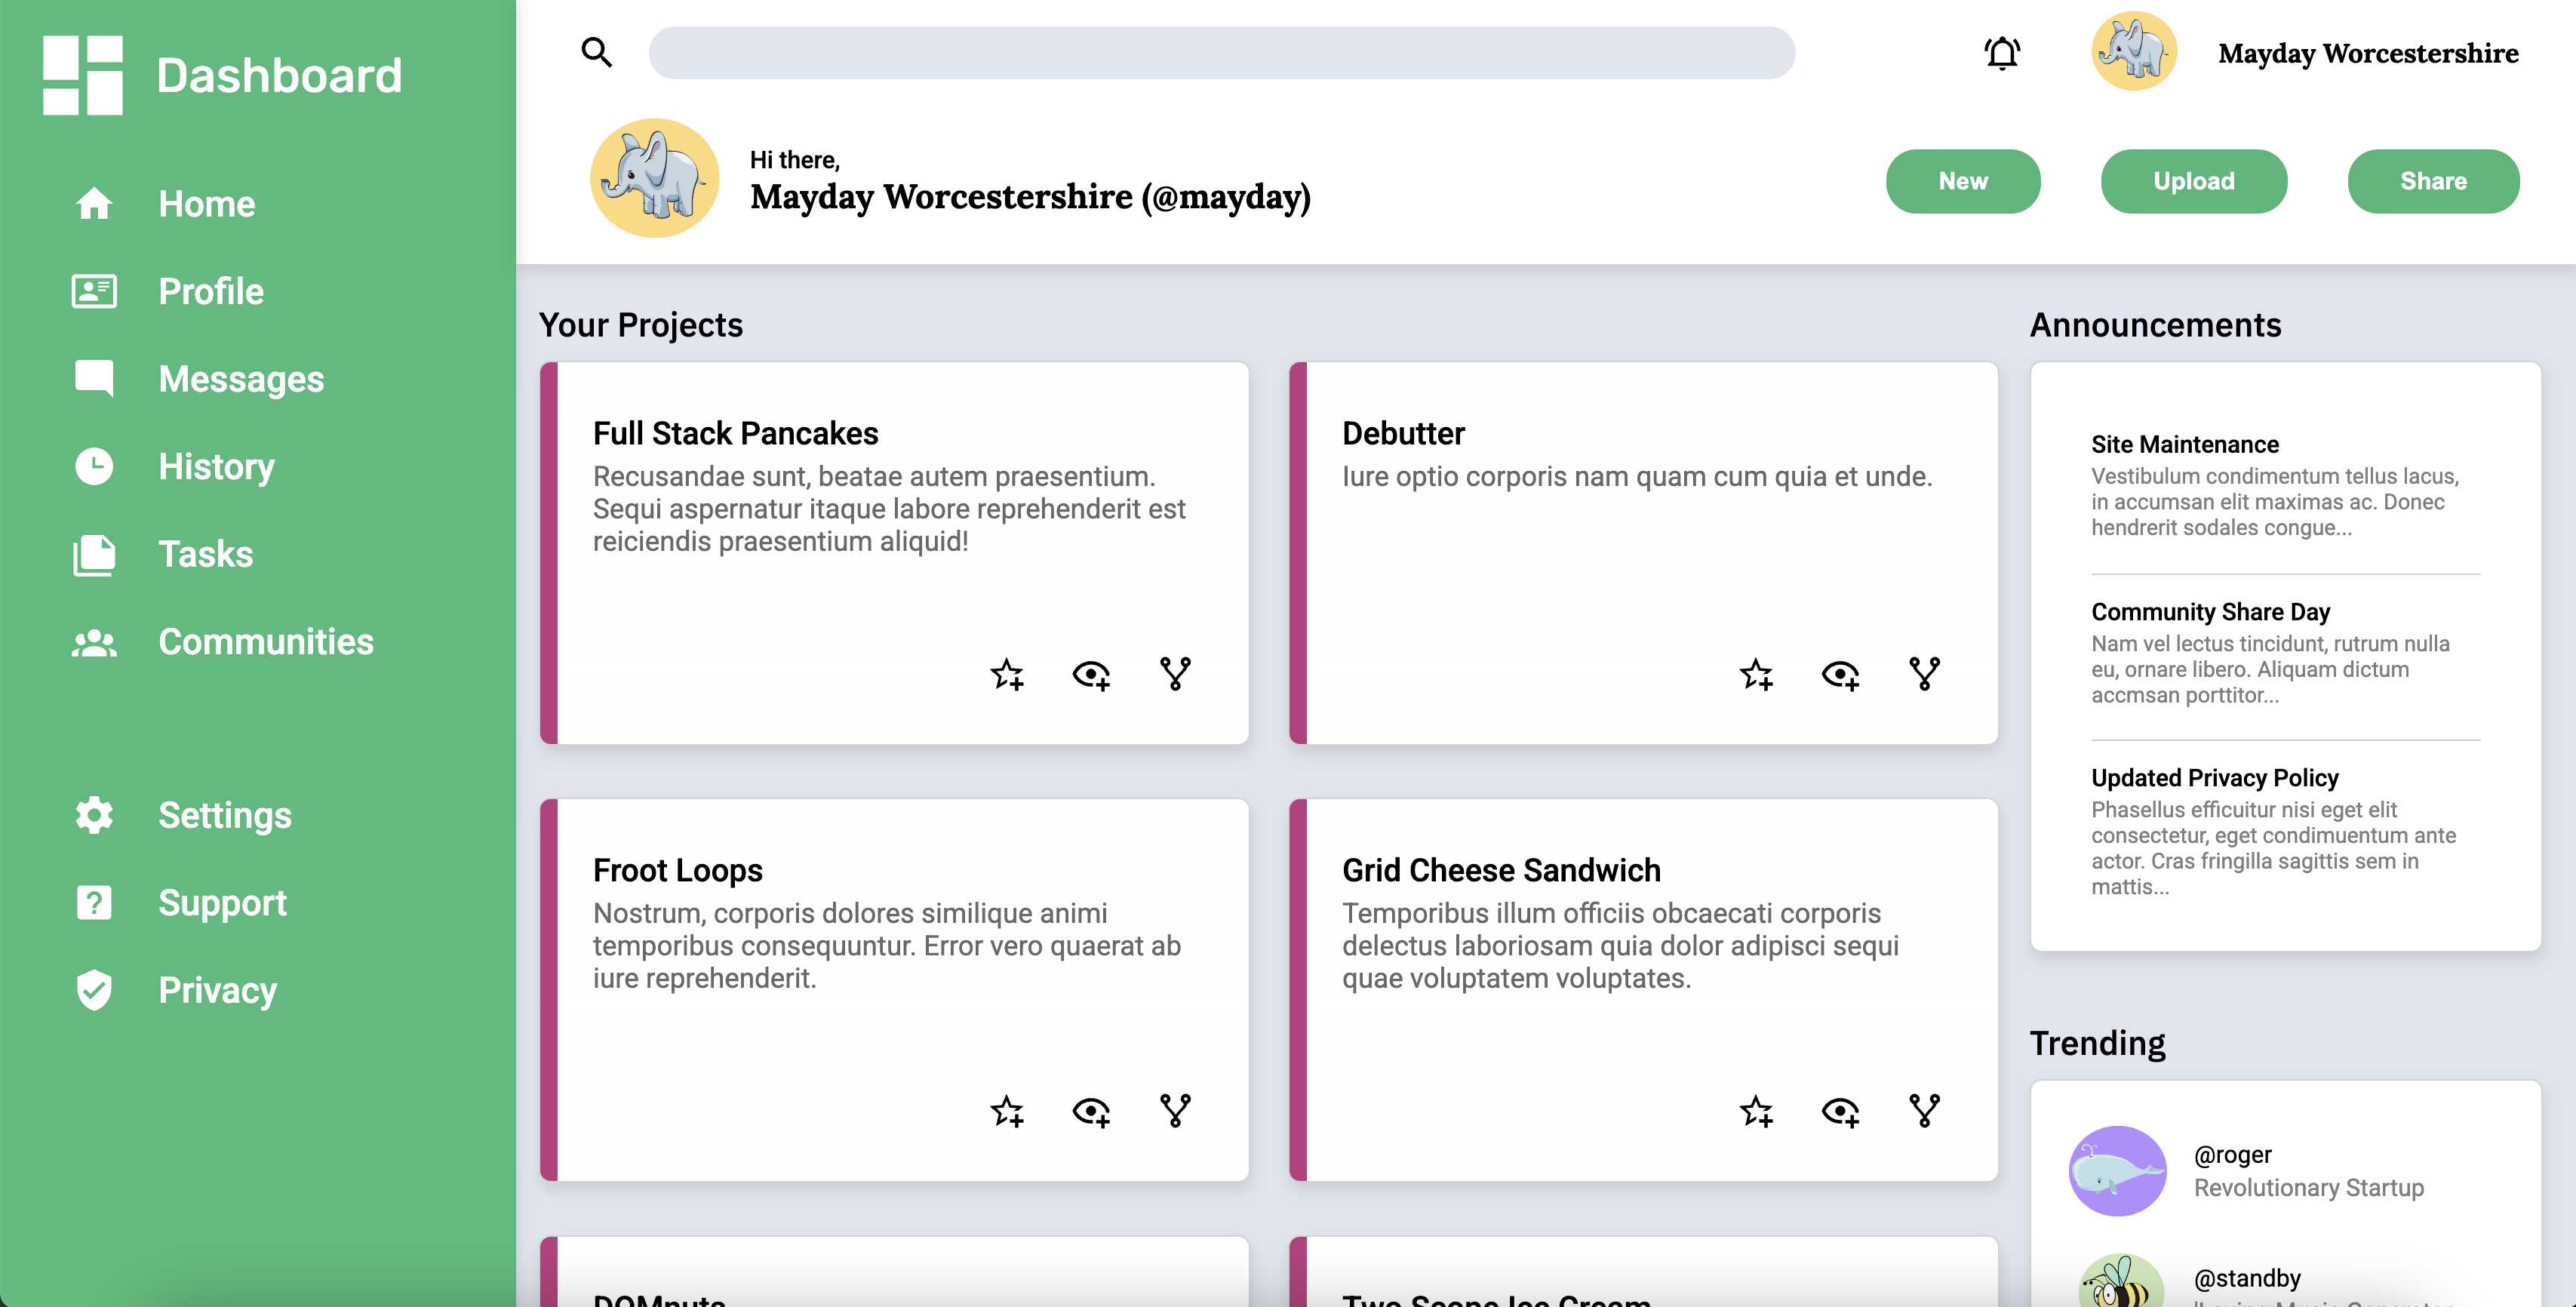 Dashboard
Home
Profile
Messages
History
Tasks
Communities
Settings
Support
Privacy
Mayday Worcestershire
Hi there,
Mayday Worcestershire (@mayday)
New
Upload
Share
Your Projects
Full Stack Pancakes
Recusandae sunt, beatae autem praesentium.
Sequi aspernatur itaque labore reprehenderit est
reiciendis praesentium aliquid!
Debutter
Iure optio corporis nam quam cum quia et unde.
Froot Loops
Nostrum, corporis dolores similique animi
temporibus consequuntur. Error vero quaerat ab
iure reprehenderit.
Grid Cheese Sandwich
Temporibus illum officiis obcaecati corporis
delectus laboriosam quia dolor adipisci sequi
quae voluptatem voluptates.
DOMnuts
Two Scope Ice Cream
Announcements
Site Maintenance
Vestibulum condimentum tellus lacus,
in accumsan elit maximas ac. Donec
hendrerit sodales congue...
Community Share Day
Nam vel lectus tincidunt, rutrum nulla
eu, ornare libero. Aliquam dictum
accmsan porttitor...
Updated Privacy Policy
Phasellus efficuitur nisi eget elit
consectetur, eget condimuentum ante
actor. Cras fringilla sagittis sem in
mattis...
Trending
@roger
Revolutionary Startup
@standby